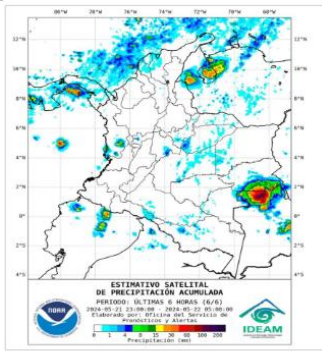 80°W 78°W 76°W 74°W 72°W 70°W 68°W
12°N
10°N
8°N
6°N
4°N
2°N
0°
2°S
4°S
ESTIMATIVO SATELITAL
DE PRECIPITACIÓN ACUMULADA
PERIODO: ÚLTIMAS 6 HORAS (6/6)
2024-05-21 23:00:00 - 2024-05-22 05:00:00
Elaborado por: Oficina del Servicio de
Pronósticos y Alertas
Precipitación (mm)
NOAA
IDEAM